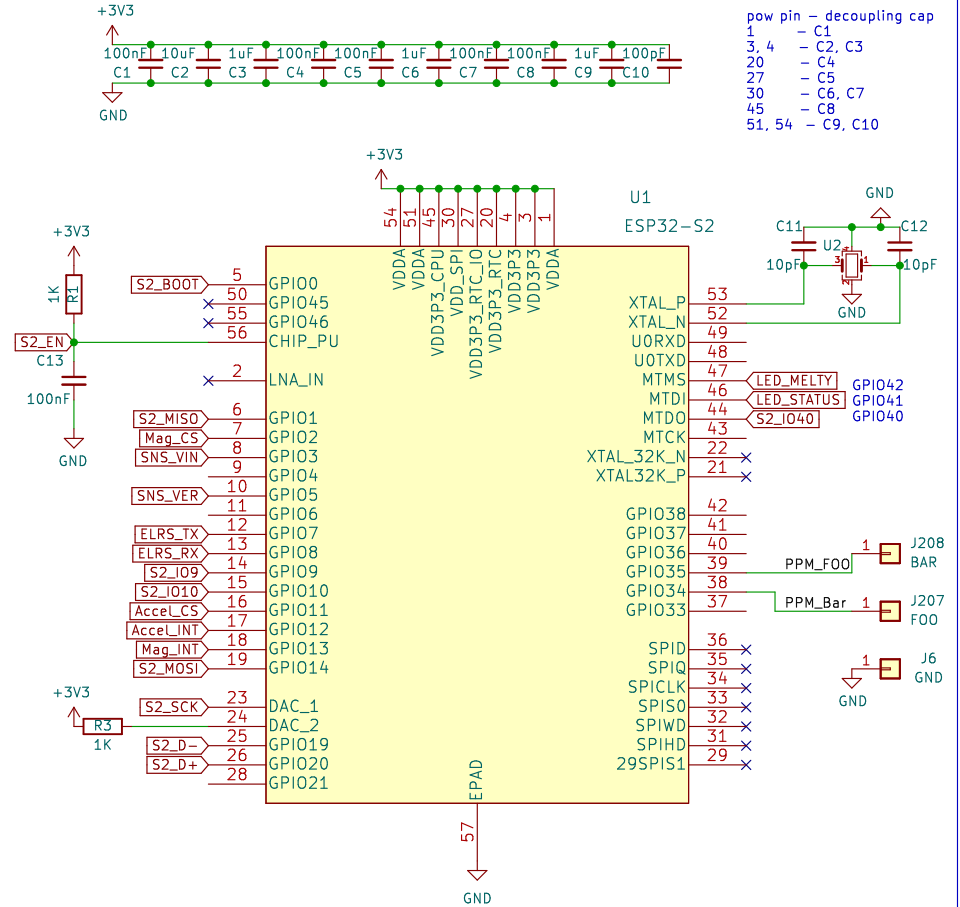 +3V3
100nF 10uF 1uF 100nF 100nF 1uF 100nF 100nF 1uF 100pF
C1 C2 C3 C4 C5 C6 C7 C8 C9 C10
GND
pow pin – decoupling cap
1 – C1
3, 4 – C2, C3
20 – C4
27 – C5
30 – C6, C7
45 – C8
51, 54 – C9, C10
+3V3
54 51 45 30 27 20 4 3 1
VDDA VDDA VDD3P3_CPU VDD_SPI VDD3P3_RTC_IO VDD3P3_RTC VDD3P3 VDD3P3 VDDA
U1
ESP32-S2
GND
C11 U2 C12
3 1
10pF 10pF
GND
+3V3
1K R1
S2_EN
C13
100nF
GND
S2_BOOT 5 GPIO0
50 GPIO45
55 GPIO46
56 CHIP_PU
2 LNA_IN
S2_MISO 6 GPIO1
Mag_CS 7 GPIO2
SNS_VIN 8 GPIO3
9 GPIO4
SNS_VER 10 GPIO5
11 GPIO6
ELRS_TX 12 GPIO7
ELRS_RX 13 GPIO8
S2_IO9 14 GPIO9
S2_IO10 15 GPIO10
Accel_CS 16 GPIO11
Accel_INT 17 GPIO12
Mag_INT 18 GPIO13
S2_MOSI 19 GPIO14
+3V3
R3
1K
S2_SCK 23 DAC_1
24 DAC_2
S2_D- 25 GPIO19
S2_D+ 26 GPIO20
28 GPIO21
XTAL_P 53
XTAL_N 52
U0RXD 49
U0TXD 48
MTMS 47 LED_MELTY GPIO42
MTDI 46 LED_STATUS GPIO41
MTDO 44 S2_IO40 GPIO40
MTCK 43
XTAL_32K_N 22
XTAL32K_P 21
GPIO38 42
GPIO37 41
GPIO36 40
GPIO35 39 PPM_FOO 1 J208
BAR
GPIO34 38 PPM_Bar 1 J207
FOO
GPIO33 37
SPID 36
SPIQ 35
SPICLK 34
SPIS0 33
SPIWD 32
SPIHD 31
29SPIS1 29
1 J6
GND
GND
EPAD
57
GND